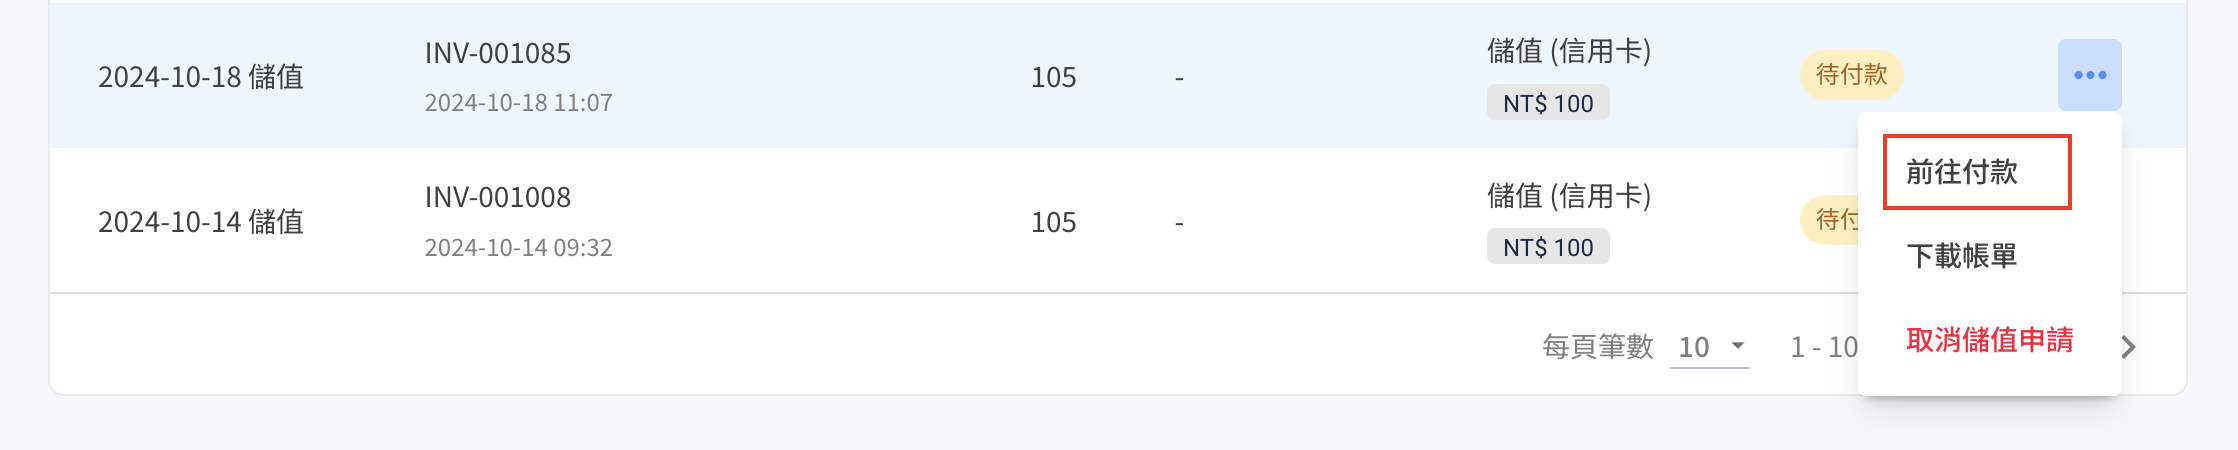 2024-10-18 儲值
INV-001085
2024-10-18 11:07
105
-
儲值 (信用卡)
NT$ 100
待付款
前往付款
2024-10-14 儲值
INV-001008
2024-10-14 09:32
105
-
儲值 (信用卡)
NT$ 100
待付
下載帳單
取消儲值申請
每頁筆數
10
1 - 10